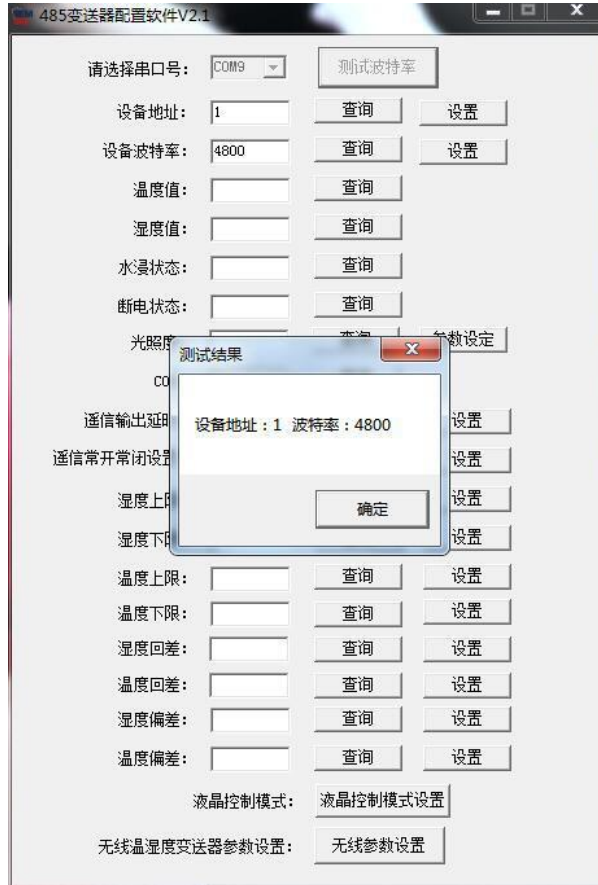 485变送器配置软件V2.1
请选择串口号： COM9 测试波特率
设备地址： 1 查询 设置
设备波特率： 4800 查询 设置
温度值： 查询
湿度值： 查询
水浸状态： 查询
断电状态： 查询
光照度 查询 参数设定
测试结果
CO
设备地址：1 波特率：4800
遥信输出延时 设置
遥信常开常闭设置 设置
湿度上限 确定 设置
湿度下限 设置
温度上限： 查询 设置
温度下限： 查询 设置
湿度回差： 查询 设置
温度回差： 查询 设置
湿度偏差： 查询 设置
温度偏差： 查询 设置
液晶控制模式： 液晶控制模式设置
无线温湿度变送器参数设置： 无线参数设置